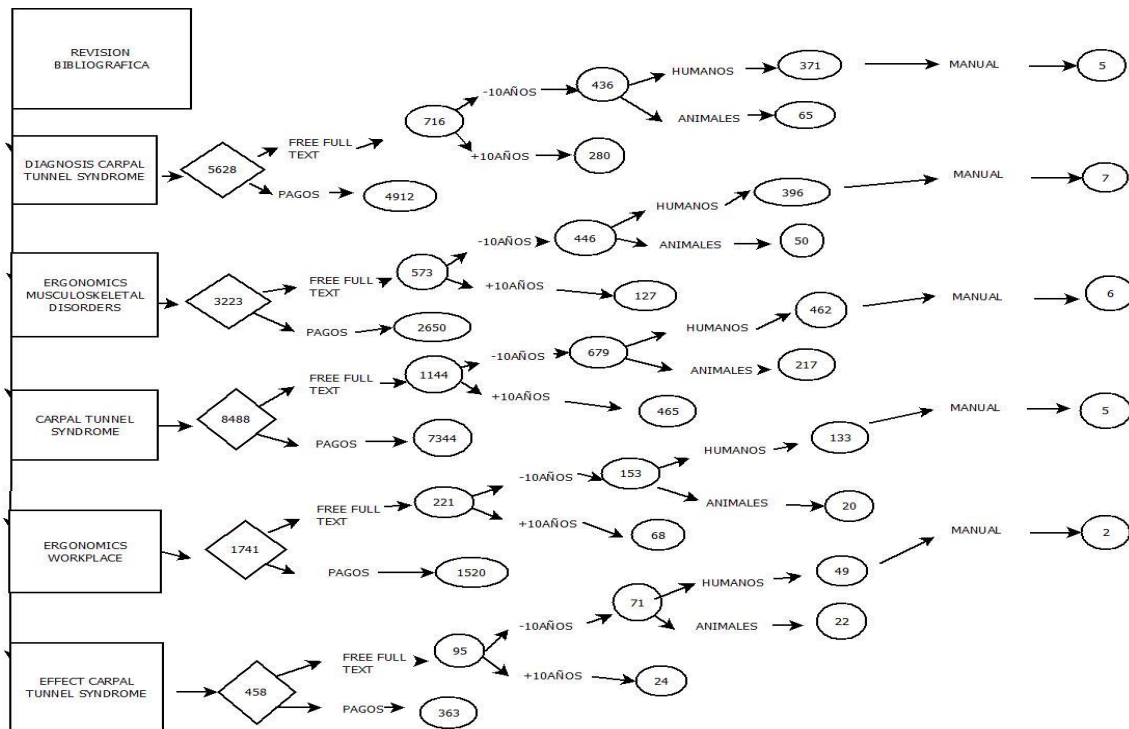 REVISION
BIBLIOGRAFICA
DIAGNOSIS CARPAL
TUNNEL SYNDROME
5628
FREE FULL
TEXT
716
-10AÑOS
436
HUMANOS
371
MANUAL
5
ANIMALES
65
+10AÑOS
280
PAGOS
4912
ERGONOMICS
MUSCULOSKELETAL
DISORDERS
3223
FREE FULL
TEXT
573
-10AÑOS
446
HUMANOS
396
MANUAL
7
ANIMALES
50
+10AÑOS
127
PAGOS
2650
CARPAL TUNNEL
SYNDROME
8488
FREE FULL
TEXT
1144
-10AÑOS
679
HUMANOS
462
MANUAL
6
ANIMALES
217
+10AÑOS
465
PAGOS
7344
ERGONOMICS
WORKPLACE
1741
FREE FULL
TEXT
221
-10AÑOS
153
HUMANOS
133
MANUAL
5
ANIMALES
20
+10AÑOS
68
PAGOS
1520
EFFECT CARPAL
TUNNEL SYNDROME
458
FREE FULL
TEXT
95
-10AÑOS
71
HUMANOS
49
MANUAL
2
ANIMALES
22
+10AÑOS
24
PAGOS
363